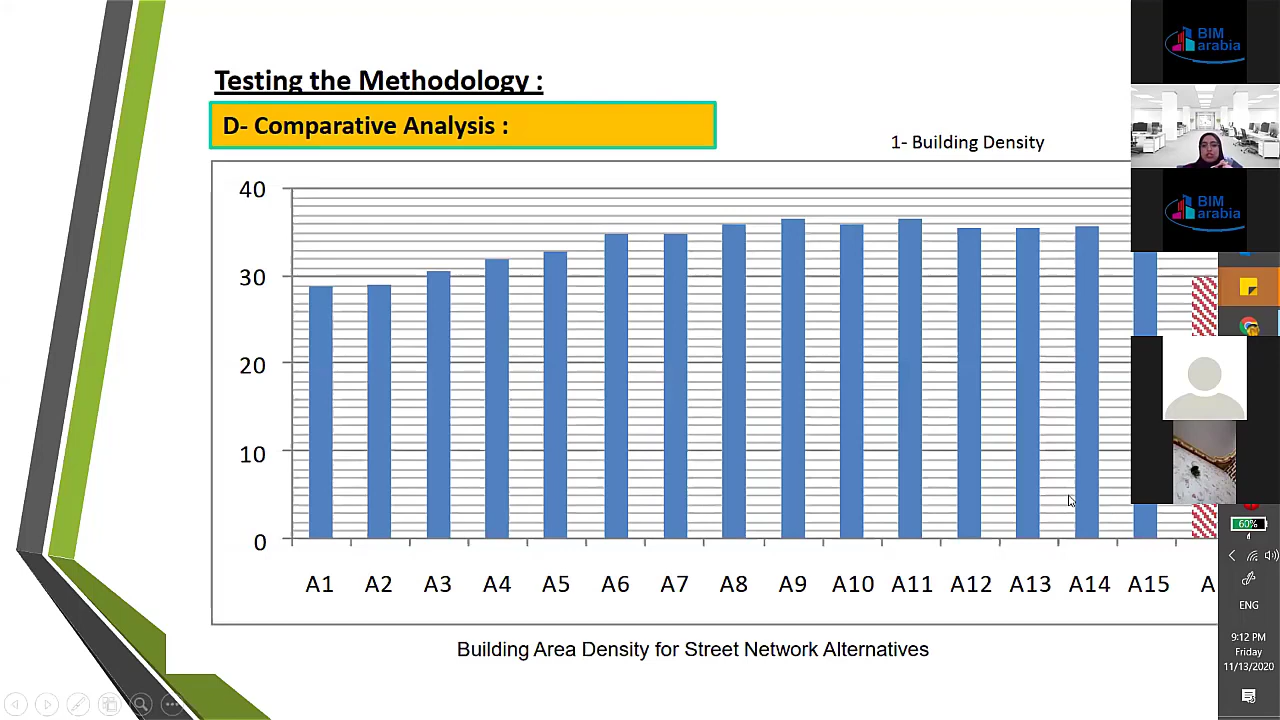 Testing the Methodology :
D- Comparative Analysis :
1- Building Density
40
30
20
10
0
A1 A2 A3 A4 A5 A6 A7 A8 A9 A10 A11 A12 A13 A14 A15 A
Building Area Density for Street Network Alternatives
BIM
arabia
BIM
arabia
60%
ENG
9:12 PM
Friday
11/13/2020